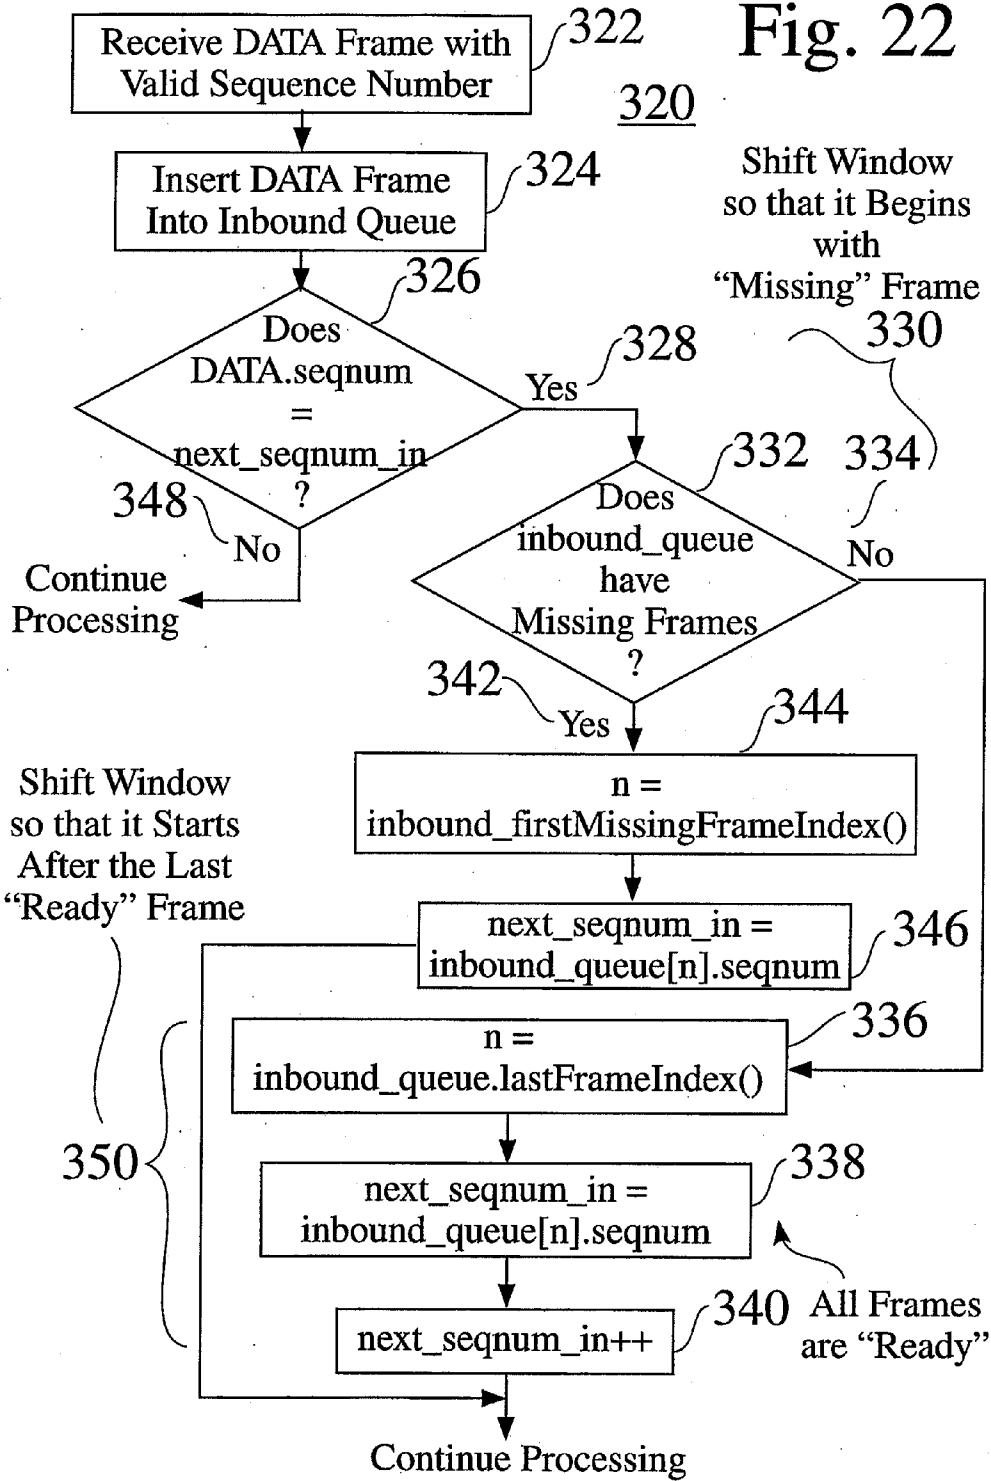 Fig. 22
320
Receive DATA Frame with
Valid Sequence Number
322
Insert DATA Frame
Into Inbound Queue
324
326
Does
DATA.seqnum
=
next_seqnum_in
?
Yes
328
348
No
Continue
Processing
Shift Window
so that it Begins
with
“Missing” Frame
330
332
334
Does
inbound_queue
have
Missing Frames
?
No
342
Yes
344
n =
inbound_firstMissingFrameIndex()
next_seqnum_in =
inbound_queue[n].seqnum
346
Shift Window
so that it Starts
After the Last
“Ready” Frame
350
n =
inbound_queue.lastFrameIndex()
336
next_seqnum_in =
inbound_queue[n].seqnum
338
next_seqnum_in++
340
All Frames
are “Ready”
Continue Processing